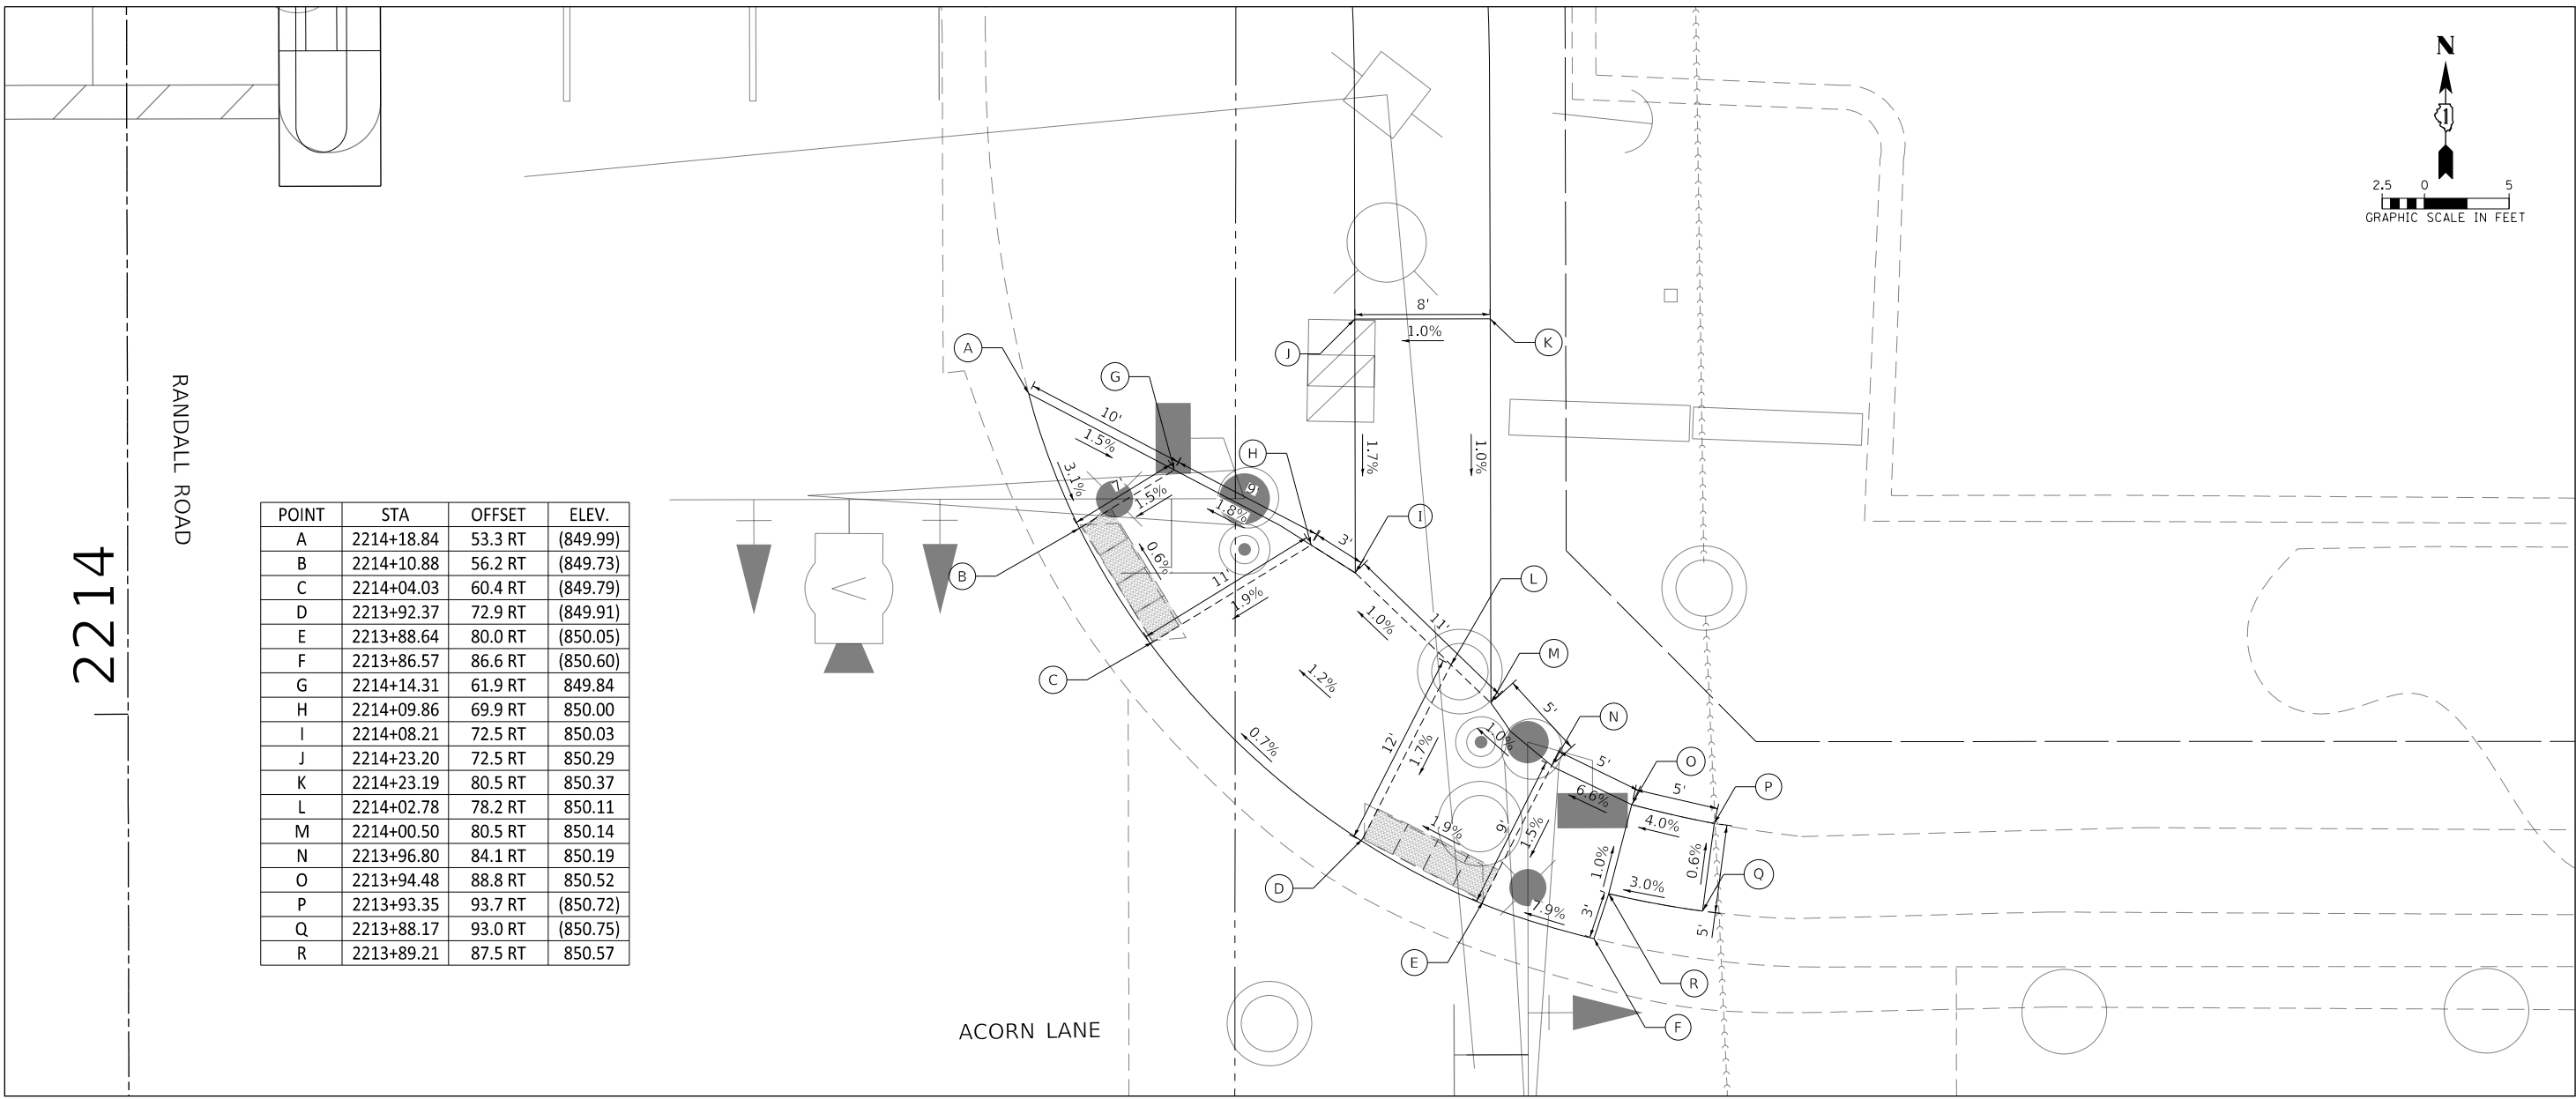 N
1
2.5 0 5
GRAPHIC SCALE IN FEET
RANDALL ROAD
2214
ACORN LANE
POINT STA OFFSET ELEV.
A 2214+18.84 53.3 RT (849.99)
B 2214+10.88 56.2 RT (849.73)
C 2214+04.03 60.4 RT (849.79)
D 2213+92.37 72.9 RT (849.91)
E 2213+88.64 80.0 RT (850.05)
F 2213+86.57 86.6 RT (850.60)
G 2214+14.31 61.9 RT 849.84
H 2214+09.86 69.9 RT 850.00
I 2214+08.21 72.5 RT 850.03
J 2214+23.20 72.5 RT 850.29
K 2214+23.19 80.5 RT 850.37
L 2214+02.78 78.2 RT 850.11
M 2214+00.50 80.5 RT 850.14
N 2213+96.80 84.1 RT 850.19
O 2213+94.48 88.8 RT 850.52
P 2213+93.35 93.7 RT (850.72)
Q 2213+88.17 93.0 RT (850.75)
R 2213+89.21 87.5 RT 850.57
8'
1.0%
J
K
A
G
10'
1.5%
H
3.1%
7'
1.5%
9'
1.8%
1.7%
1.0%
I
3'
B
0.6%
11'
1.9%
L
1.0%
11'
M
C
1.2%
5'
N
0.7%
12'
1.7%
1.0%
5'
O
5'
P
6.6%
4.0%
1.9%
9'
1.5%
1.0%
0.6%
Q
D
3.0%
7.9%
3'
5'
E
R
F